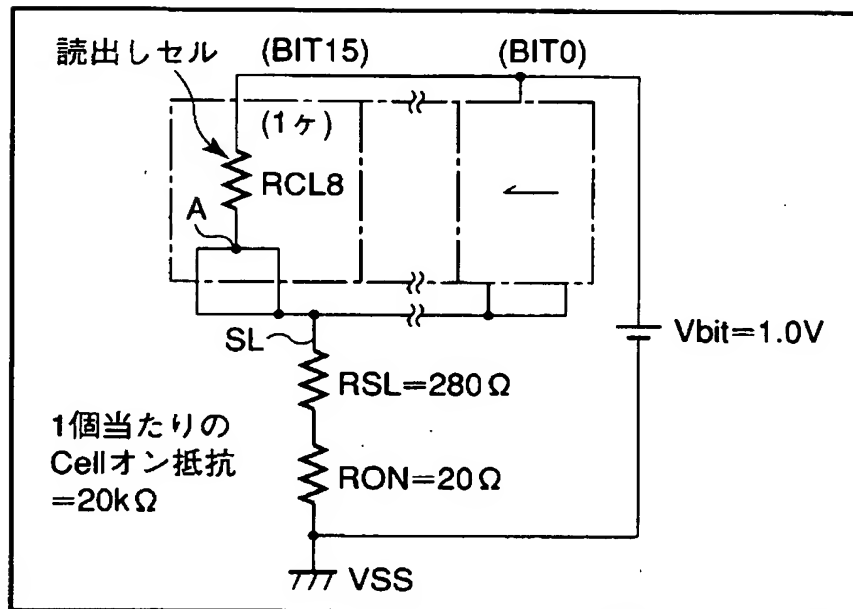 読出しセル
(BIT15)
(BIT0)
(1ヶ)
RCL8
A
SL
Vbit=1.0V
RSL=280Ω
1個当たりの
Cellオン抵抗
=20kΩ
RON=20Ω
VSS